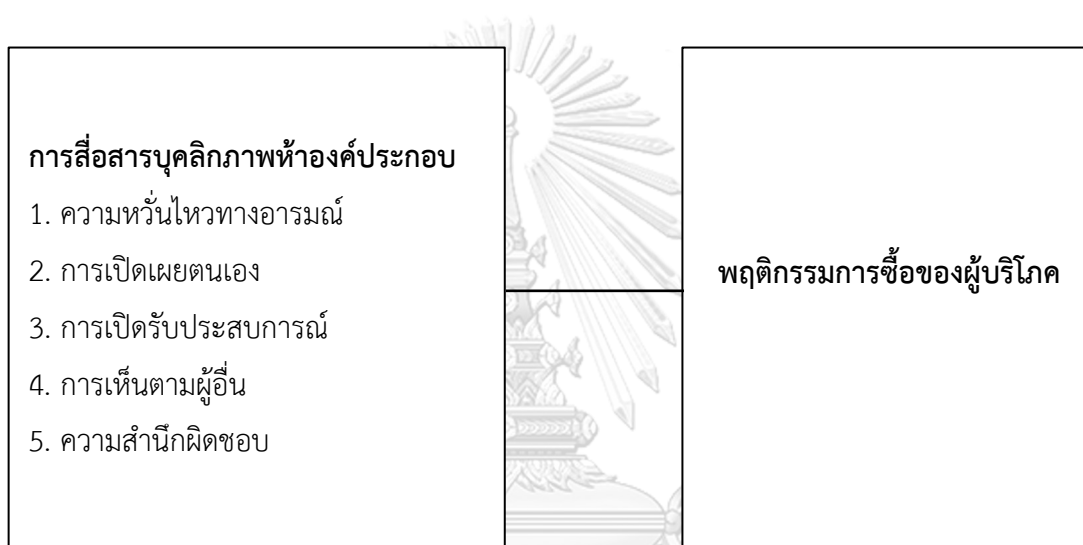 การสื่อสารบุคลิกภาพห้าองค์ประกอบ
1. ความหวั่นไหวทางอารมณ์
2. การเปิดเผยตนเอง
3. การเปิดรับประสบการณ์
4. การเห็นตามผู้อื่น
5. ความสำนึกผิดชอบ
พฤติกรรมการซื้อของผู้บริโภค